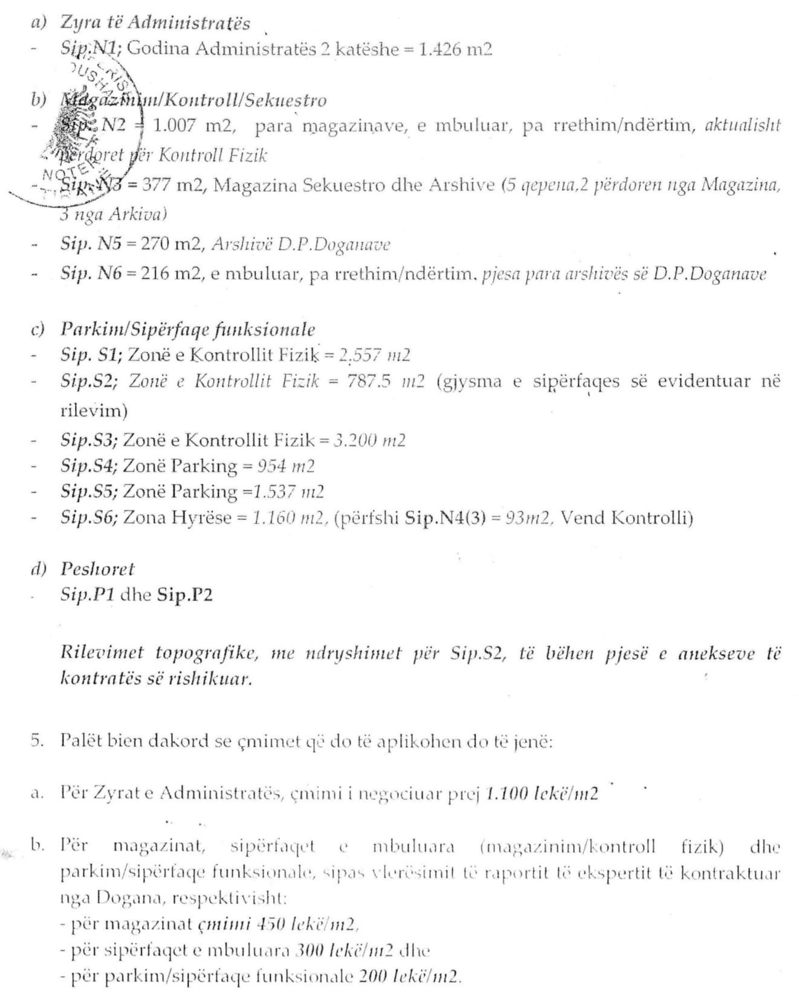 a) Zyra të Administratës
- Sip.N1; Godina Administratës 2 katëshe = 1.426 m2
b) Magazinim/Kontroll/Sekuestro
- Sip. N2 = 1.007 m2, para magazinave, e mbuluar, pa rrethim/ndërtim, aktualisht
përdoret për Kontroll Fizik
NOTER
- Sip. N3 = 377 m2, Magazina Sekuestro dhe Arshive (5 qepena,2 përdoren nga Magazina,
3 nga Arkiva)
- Sip. N5 = 270 m2, Arshivë D.P.Doganave
- Sip. N6 = 216 m2, e mbuluar, pa rrethim/ndërtim. pjesa para arshivës së D.P.Doganave
c) Parkim/Sipërfaqe funksionale
- Sip. S1; Zonë e Kontrollit Fizik = 2.557 m2
- Sip.S2; Zonë e Kontrollit Fizik = 787.5 m2 (gjysma e sipërfaqes së evidentuar në
rilevim)
- Sip.S3; Zonë e Kontrollit Fizik = 3.200 m2
- Sip.S4; Zonë Parking = 954 m2
- Sip.S5; Zonë Parking =1.537 m2
- Sip.S6; Zona Hyrëse = 1.160 m2, (përfshi Sip.N4(3) = 93m2, Vend Kontrolli)
d) Peshoret
- Sip.P1 dhe Sip.P2
Rilevimet topografike, me ndryshimet për Sip.S2, të bëhen pjesë e anekseve të
kontratës së rishikuar.
5. Palët bien dakord se çmimet që do të aplikohen do të jenë:
a. Për Zyrat e Administratës, çmimi i negociuar prej 1.100 lekë/m2
b. Për magazinat, sipërfaqet e mbuluara (magazinim/kontroll fizik) dhe
parkim/sipërfaqe funksionale, sipas vlerësimit të raportit të ekspertit të kontraktuar
nga Dogana, respektivisht:
- për magazinat çmimi 450 lekë/m2,
- për sipërfaqet e mbuluara 300 lekë/m2 dhe
- për parkim/sipërfaqe funksionale 200 lekë/m2.